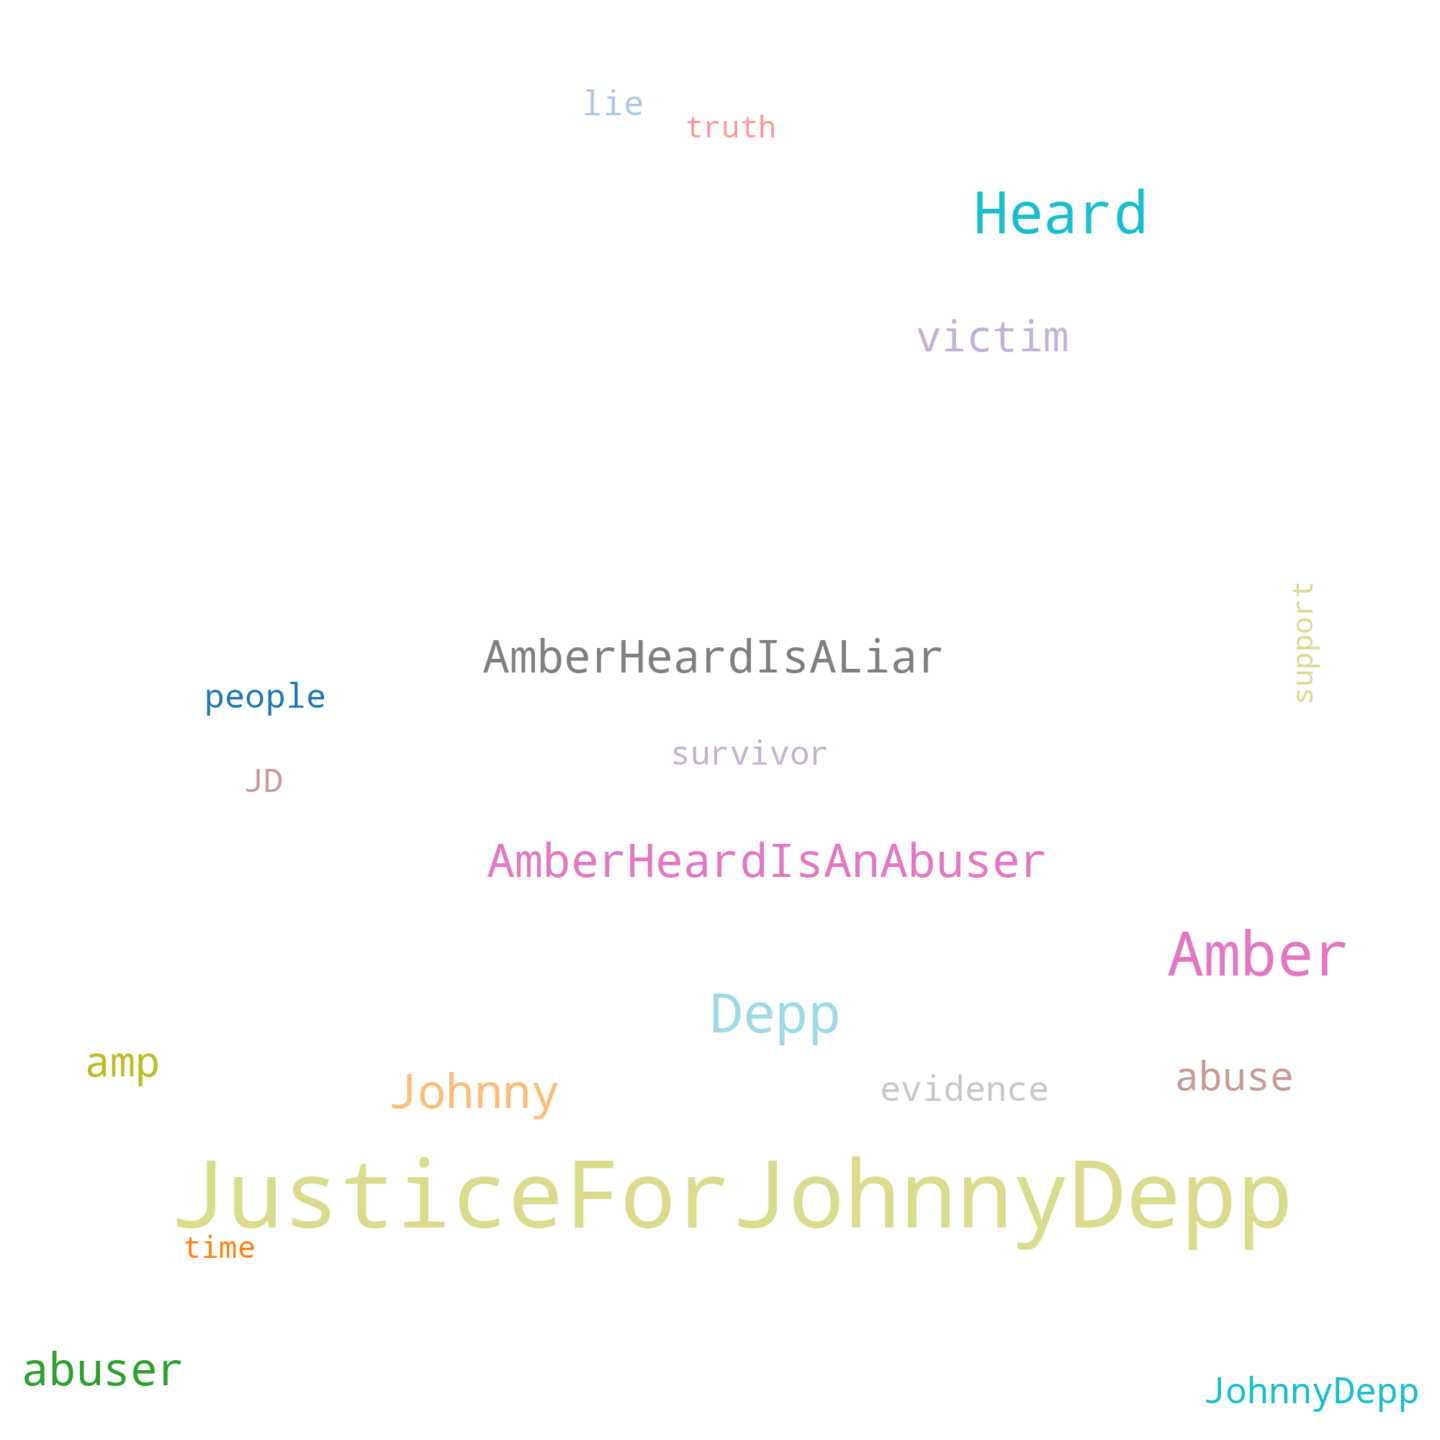 lie
truth
Heard
victim
support
AmberHeardIsALiar
people
survivor
JD
AmberHeardIsAnAbuser
Amber
Depp
amp
Johnny
evidence
abuse
JusticeForJohnnyDepp
time
abuser
JohnnyDepp